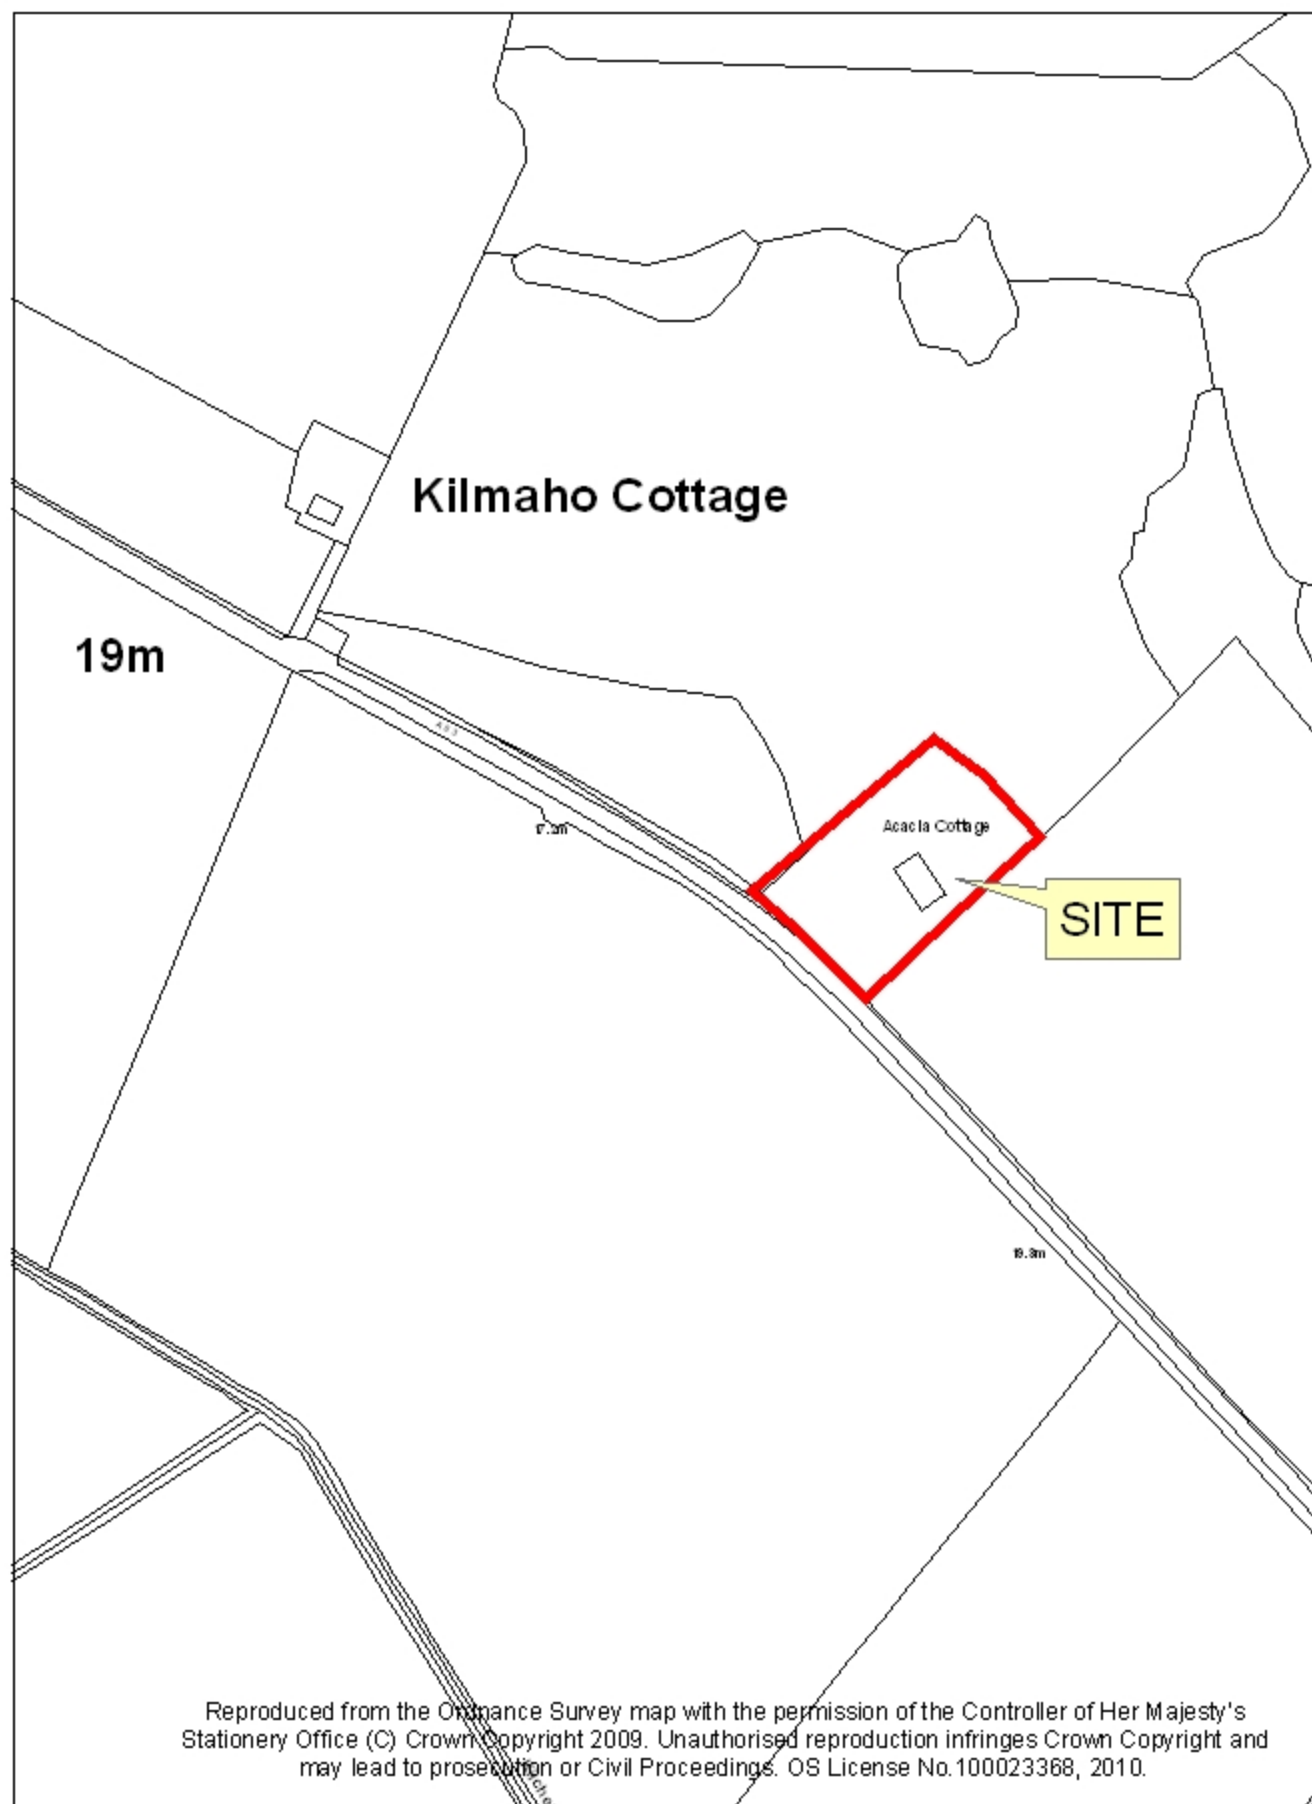 Kilmaho Cottage
19m
A83
Acacia Cottage
SITE
19.3m
Reproduced from the Ordnance Survey map with the permission of the Controller of Her Majesty's
Stationery Office (C) Crown Copyright 2009. Unauthorised reproduction infringes Crown Copyright and
may lead to prosecution or Civil Proceedings. OS License No.100023368, 2010.